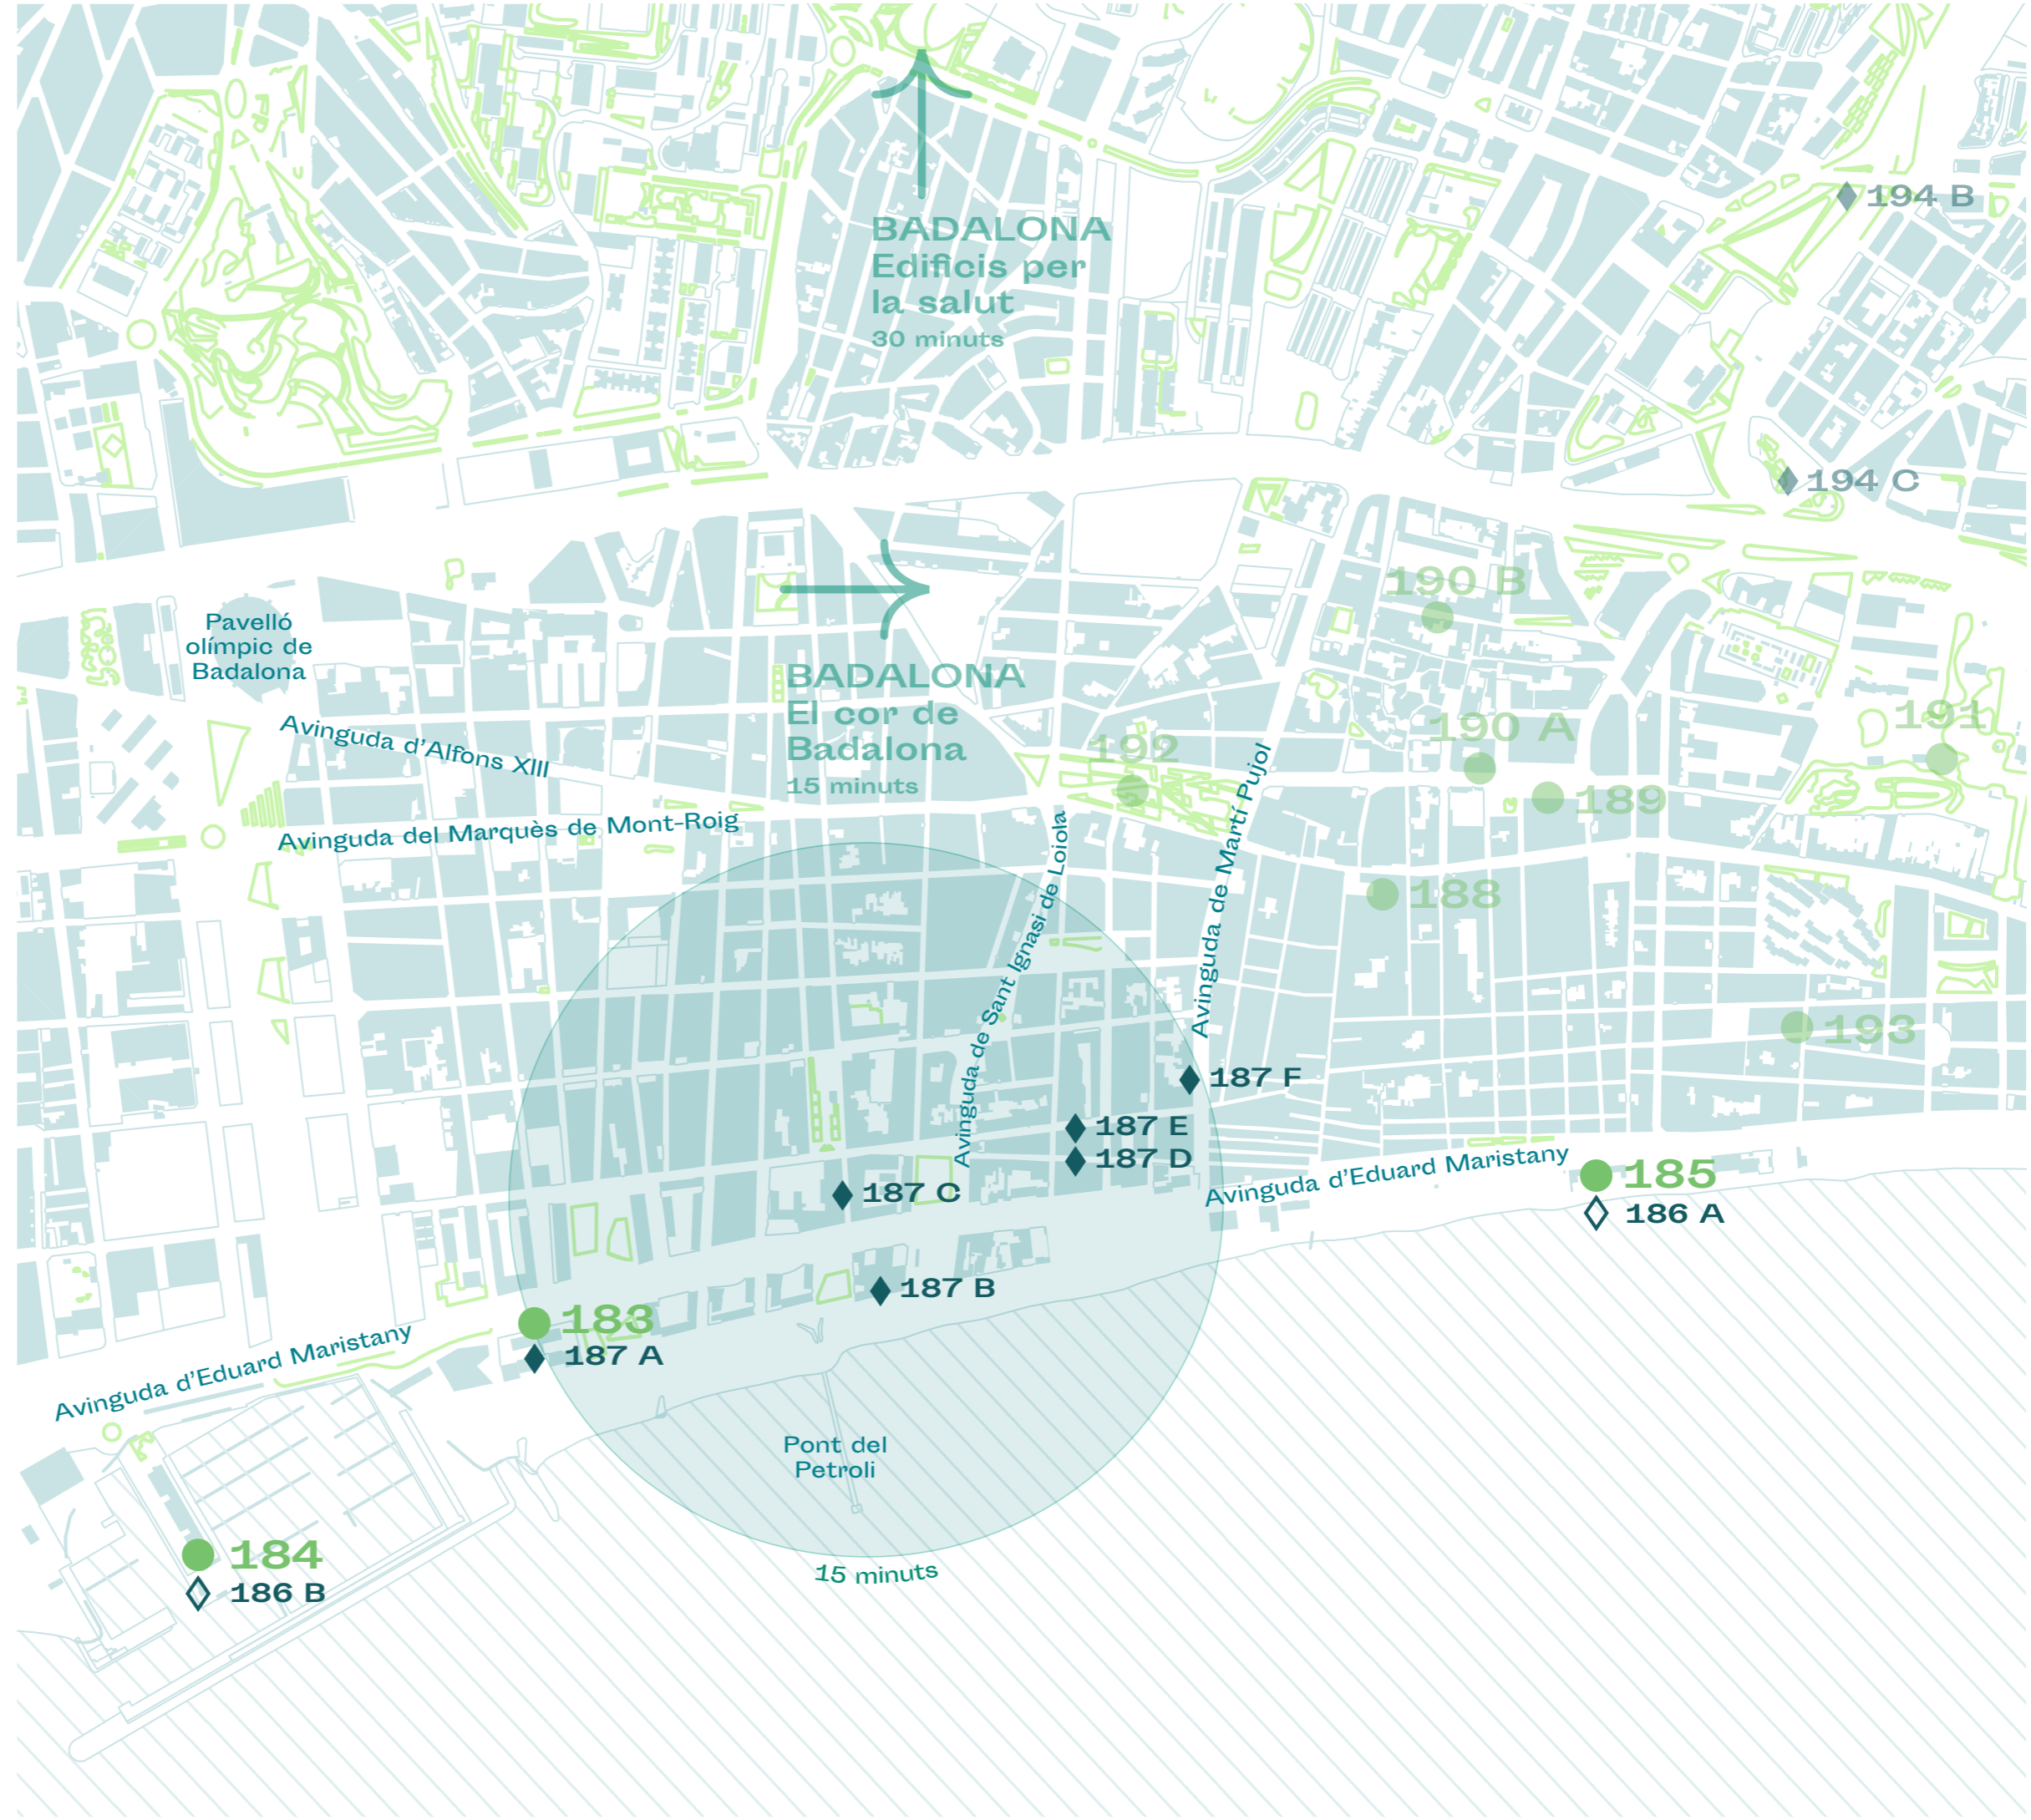 194 B
BADALONA
Edificis per
la salut
30 minuts
194 C
190 B
Pavelló
olímpic de
Badalona
BADALONA
El cor de
Badalona
15 minuts
Avinguda d'Alfons XIII
192
190 A
191
189
Avinguda del Marquès de Mont-Roig
Avinguda de Sant Ignasi de Loiola
Avinguda de Martí Pujol
188
193
187 F
187 E
187 D
187 C
Avinguda d'Eduard Maristany
185
186 A
187 B
183
187 A
Avinguda d'Eduard Maristany
Pont del
Petroli
184
186 B
15 minuts